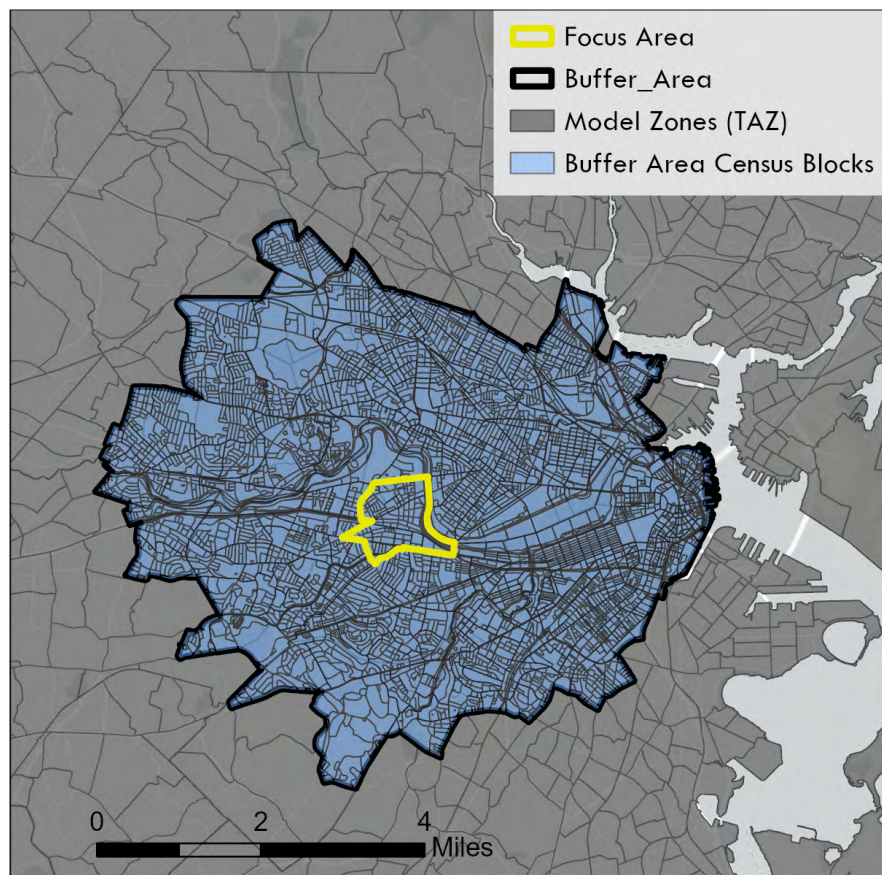 Focus Area
Buffer_Area
Model Zones (TAZ)
Buffer Area Census Blocks
0 2 4
Miles